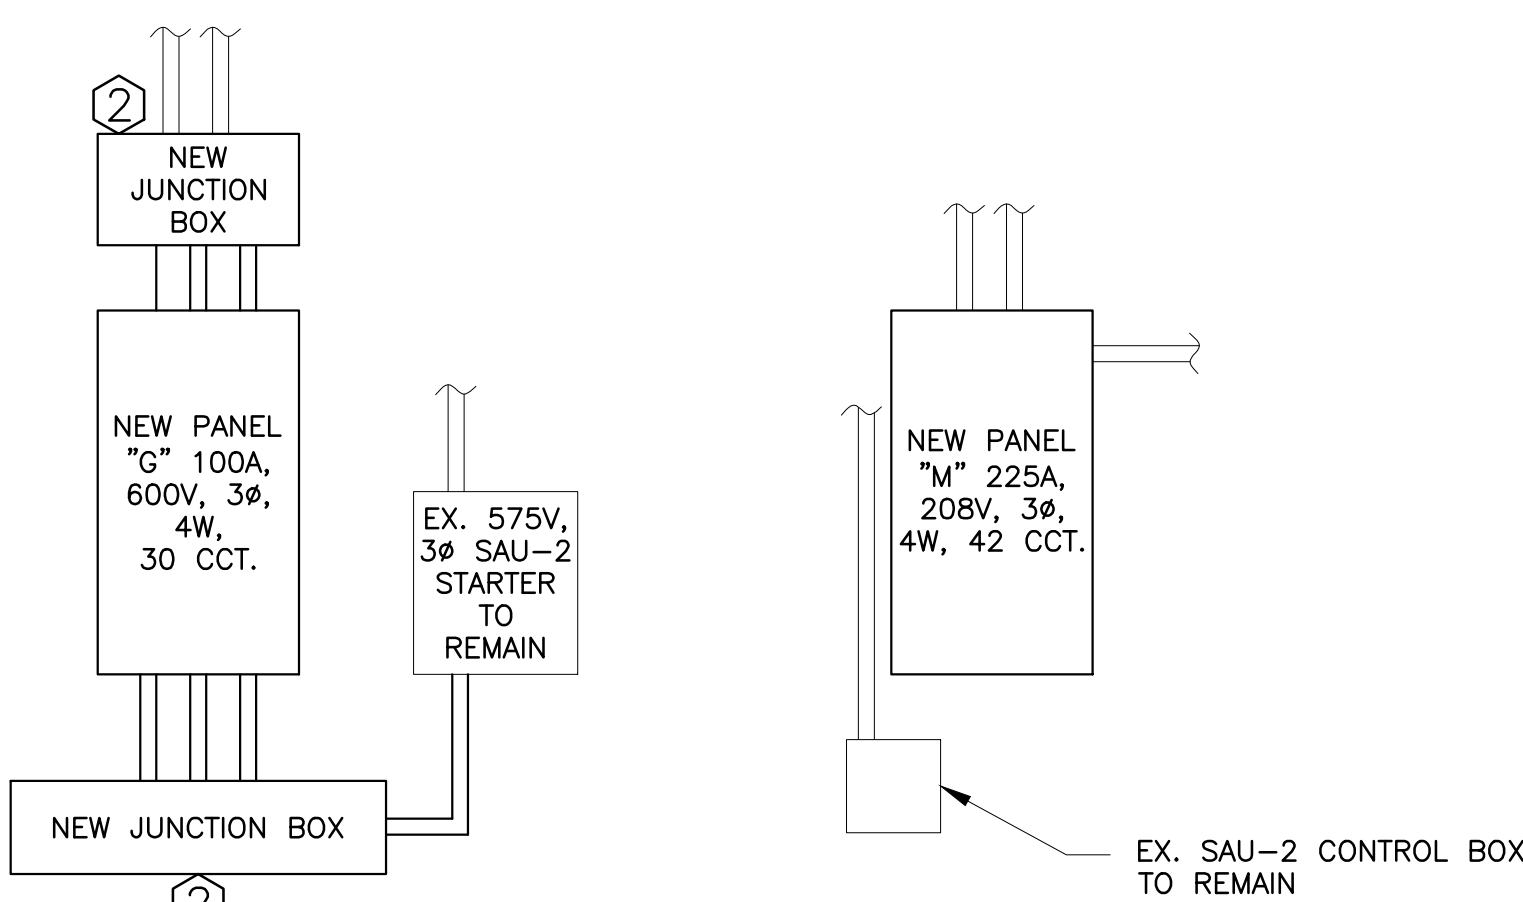 2
NEW
JUNCTION
BOX
NEW PANEL
"G" 100A,
600V, 3ø,
4W,
30 CCT.
EX. 575V,
3ø SAU-2
STARTER
TO
REMAIN
NEW PANEL
"M" 225A,
208V, 3ø,
4W, 42 CCT.
NEW JUNCTION BOX
2
EX. SAU-2 CONTROL BOX
TO REMAIN